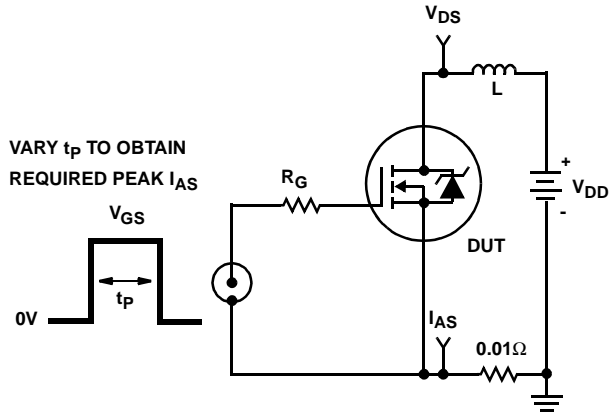 VDS
L
VARY tP TO OBTAIN
REQUIRED PEAK IAS
RG
+
VDD
-
VGS
DUT
tP
0V
IAS
0.01Ω